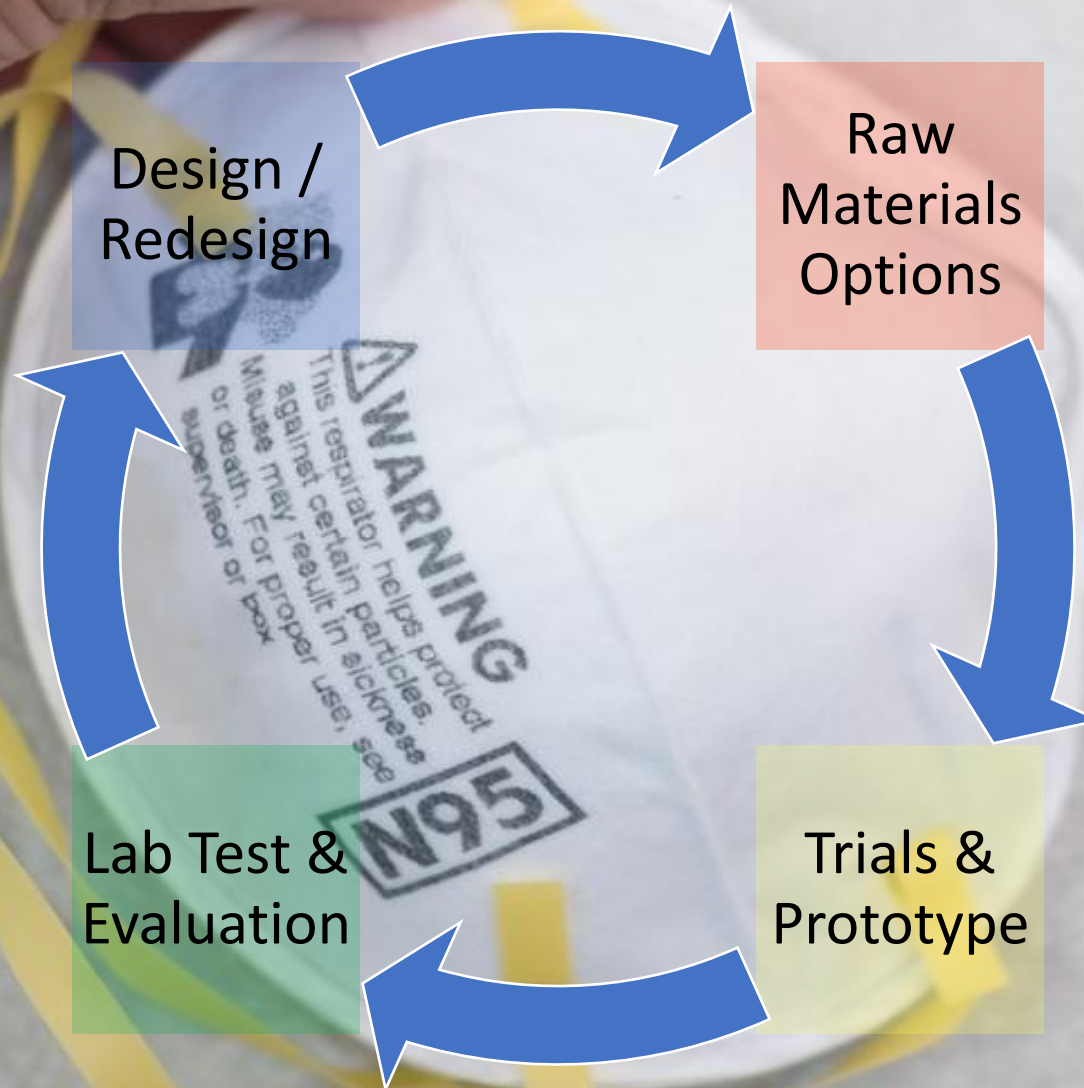 Design /
Redesign
Raw
Materials
Options
WARNING
This respirator helps protect
against certain particles.
Misuse may result in sickness
or death. For proper use, see
supervisor or box
N95
Lab Test &
Evaluation
Trials &
Prototype